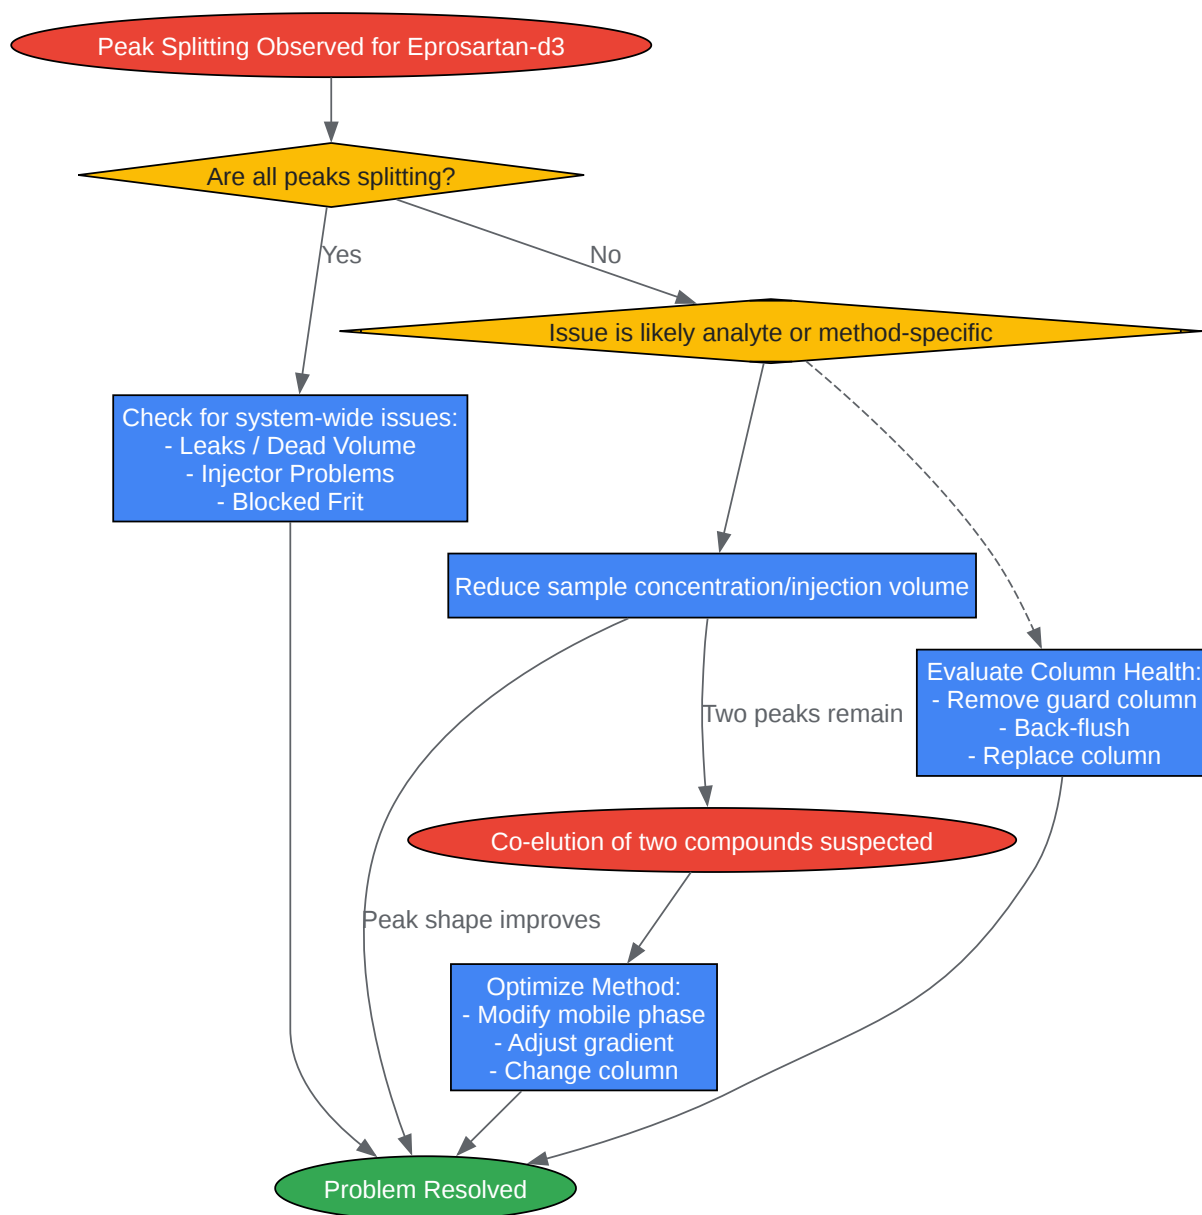 Peak Splitting Observed for Eprosartan-d3
Are all peaks splitting?
Yes
No
Issue is likely analyte or method-specific
Check for system-wide issues:
- Leaks / Dead Volume
- Injector Problems
- Blocked Frit
Reduce sample concentration/injection volume
Evaluate Column Health:
- Remove guard column
- Back-flush
- Replace column
Two peaks remain
Co-elution of two compounds suspected
Peak shape improves
Optimize Method:
- Modify mobile phase
- Adjust gradient
- Change column
Problem Resolved